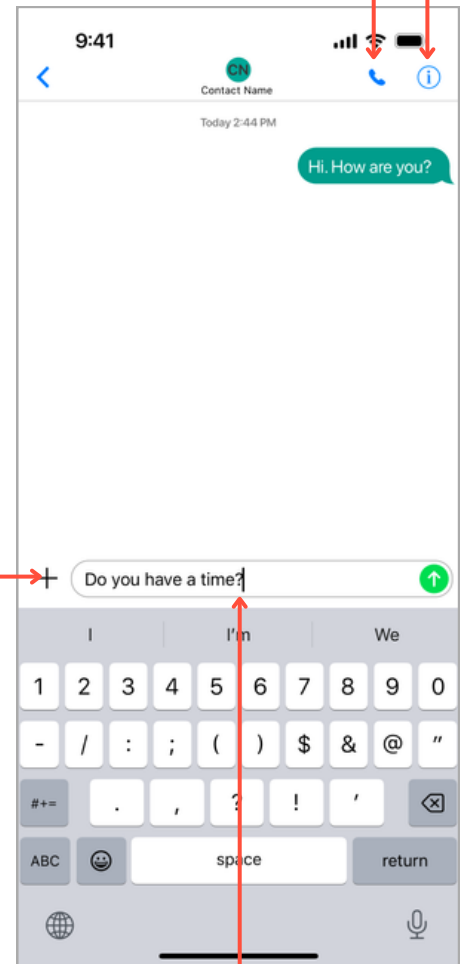 9:41
CN
Contact Name
Today 2:44 PM
Hi. How are you?
Do you have a time?
I I'm We
1 2 3 4 5 6 7 8 9 0
- / : ; ( ) $ & @ "
#+= . , ? ! '
ABC space return